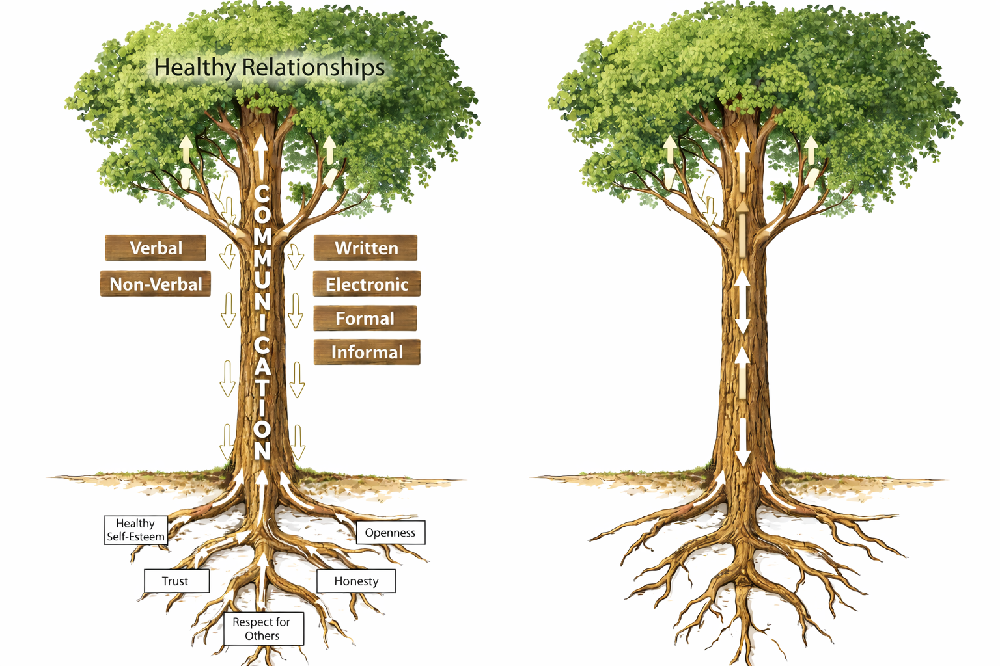 Healthy Relationships
COMMUNICATION
Verbal
Non-Verbal
Written
Electronic
Formal
Informal
Healthy
Self-Esteem
Openness
Trust
Honesty
Respect for
Others